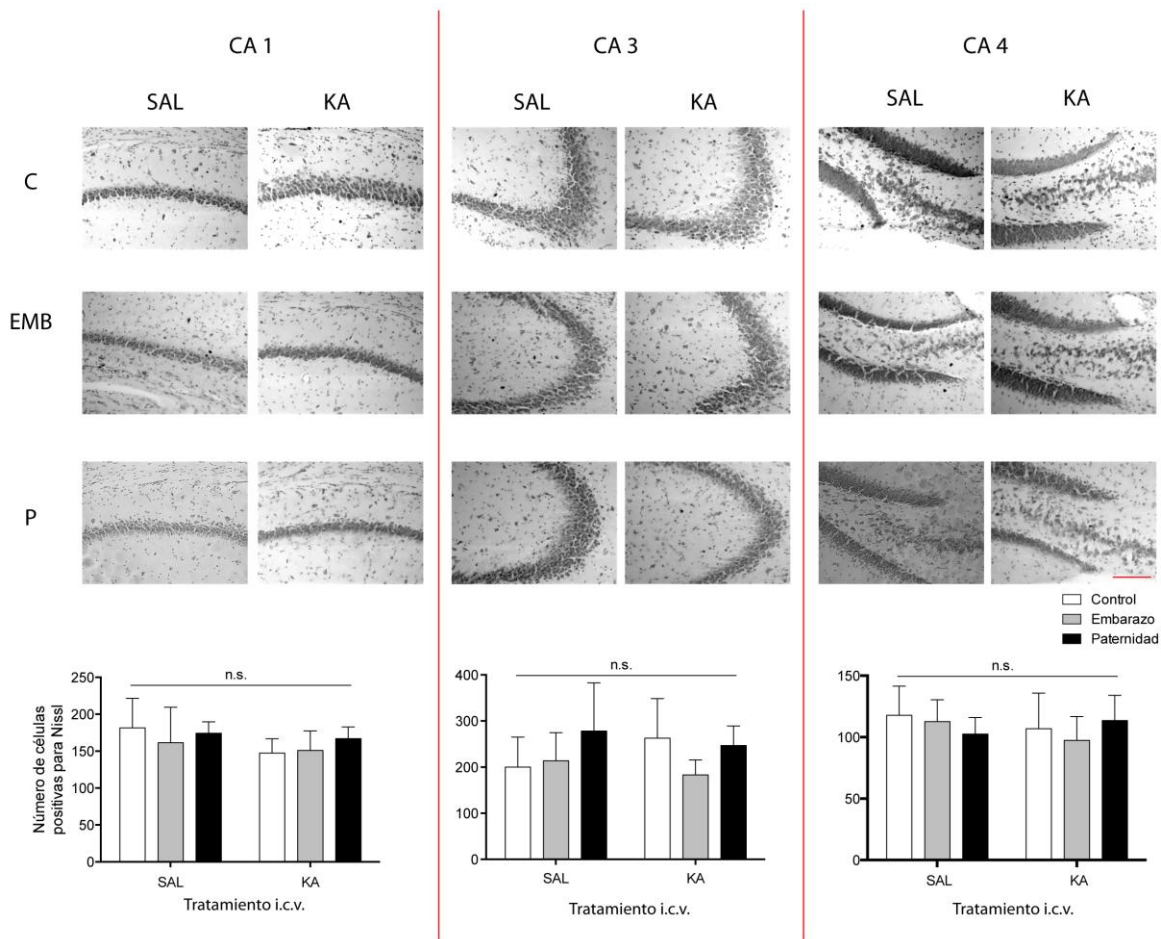 CA 1
CA 3
CA 4
SAL
KA
SAL
KA
SAL
KA
C
EMB
P
Control
Embarazo
Paternidad
Número de células
positivas para Nissl
250
200
150
100
50
0
n.s.
SAL
KA
Tratamiento i.c.v.
400
300
200
100
0
n.s.
SAL
KA
Tratamiento i.c.v.
150
100
50
0
n.s.
SAL
KA
Tratamiento i.c.v.